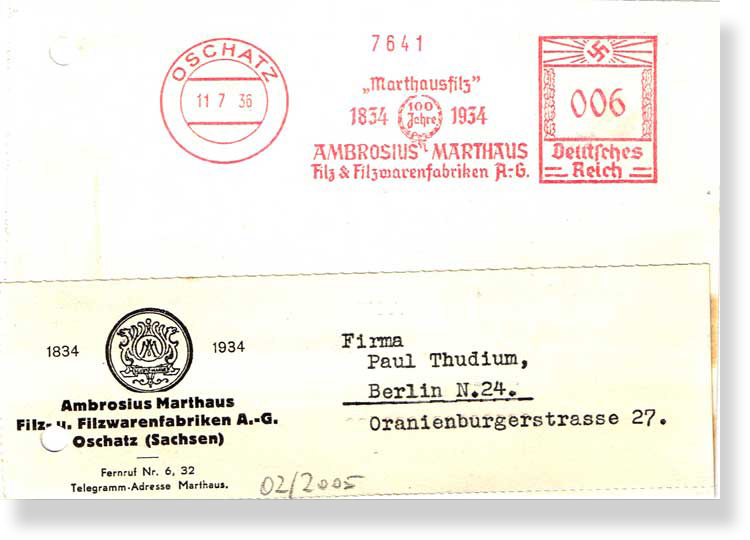 7641
OSCHATZ
11 7 36
„Marthausfilz”
1834 100 Jahre 1934
AMBROSIUS MARTHAUS
Filz & Filzwarenfabriken A.-G.
006
Deutsches
Reich
1834 1934
Ambrosius Marthaus
Filz- u. Filzwarenfabriken A.-G.
Oschatz (Sachsen)
Fernruf Nr. 6, 32
Telegramm-Adresse Marthaus.
Firma
Paul Thudium,
Berlin N.24.
Oranienburgerstrasse 27.
02/2005